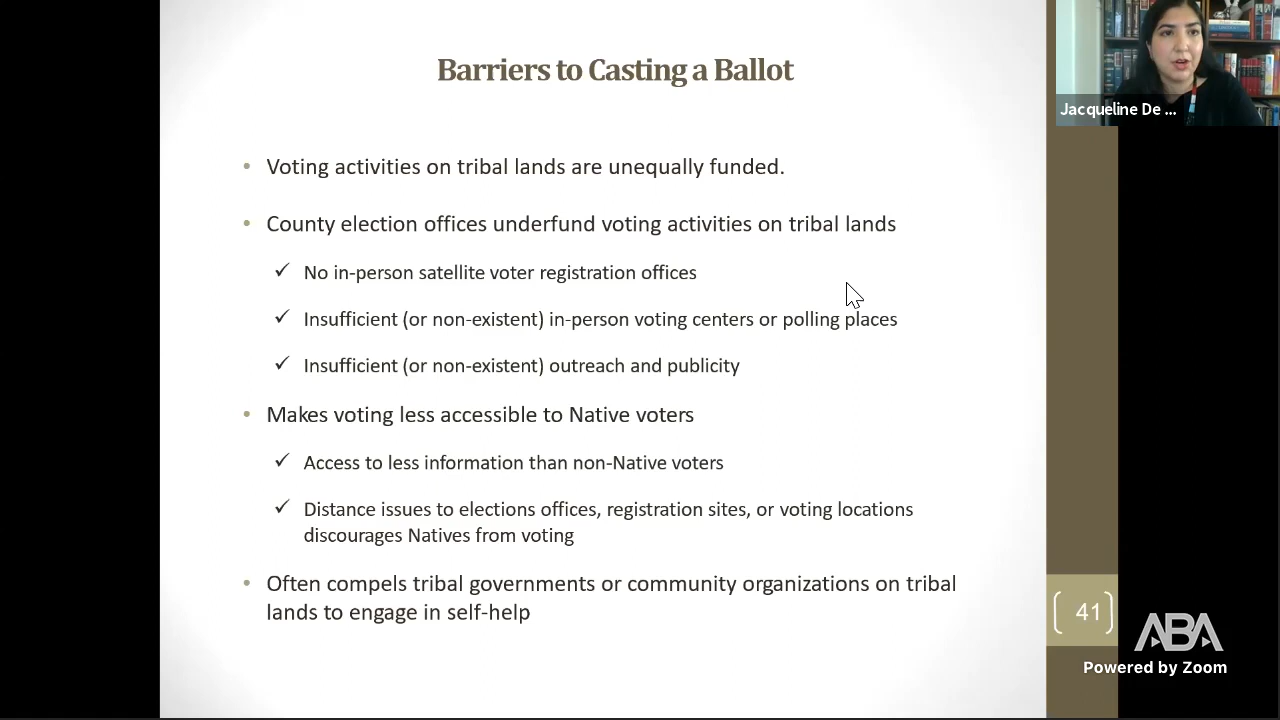 Barriers to Casting a Ballot
Jacqueline De ...
• Voting activities on tribal lands are unequally funded.
• County election offices underfund voting activities on tribal lands
✓ No in-person satellite voter registration offices
✓ Insufficient (or non-existent) in-person voting centers or polling places
✓ Insufficient (or non-existent) outreach and publicity
• Makes voting less accessible to Native voters
✓ Access to less information than non-Native voters
✓ Distance issues to elections offices, registration sites, or voting locations
discourages Natives from voting
• Often compels tribal governments or community organizations on tribal
lands to engage in self-help
41
ABA
Powered by Zoom